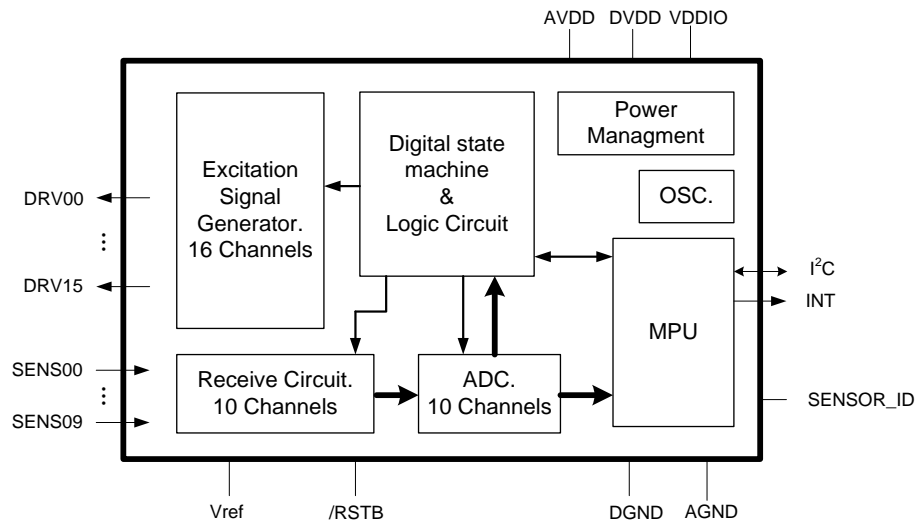 AVDD DVDD VDDIO
Power
Managment
Digital state
machine
&
Logic Circuit
Excitation
Signal
Generator.
16 Channels
OSC.
DRV00
...
DRV15
I²C
INT
MPU
SENS00
...
SENS09
Receive Circuit.
10 Channels
ADC.
10 Channels
SENSOR_ID
Vref /RSTB DGND AGND